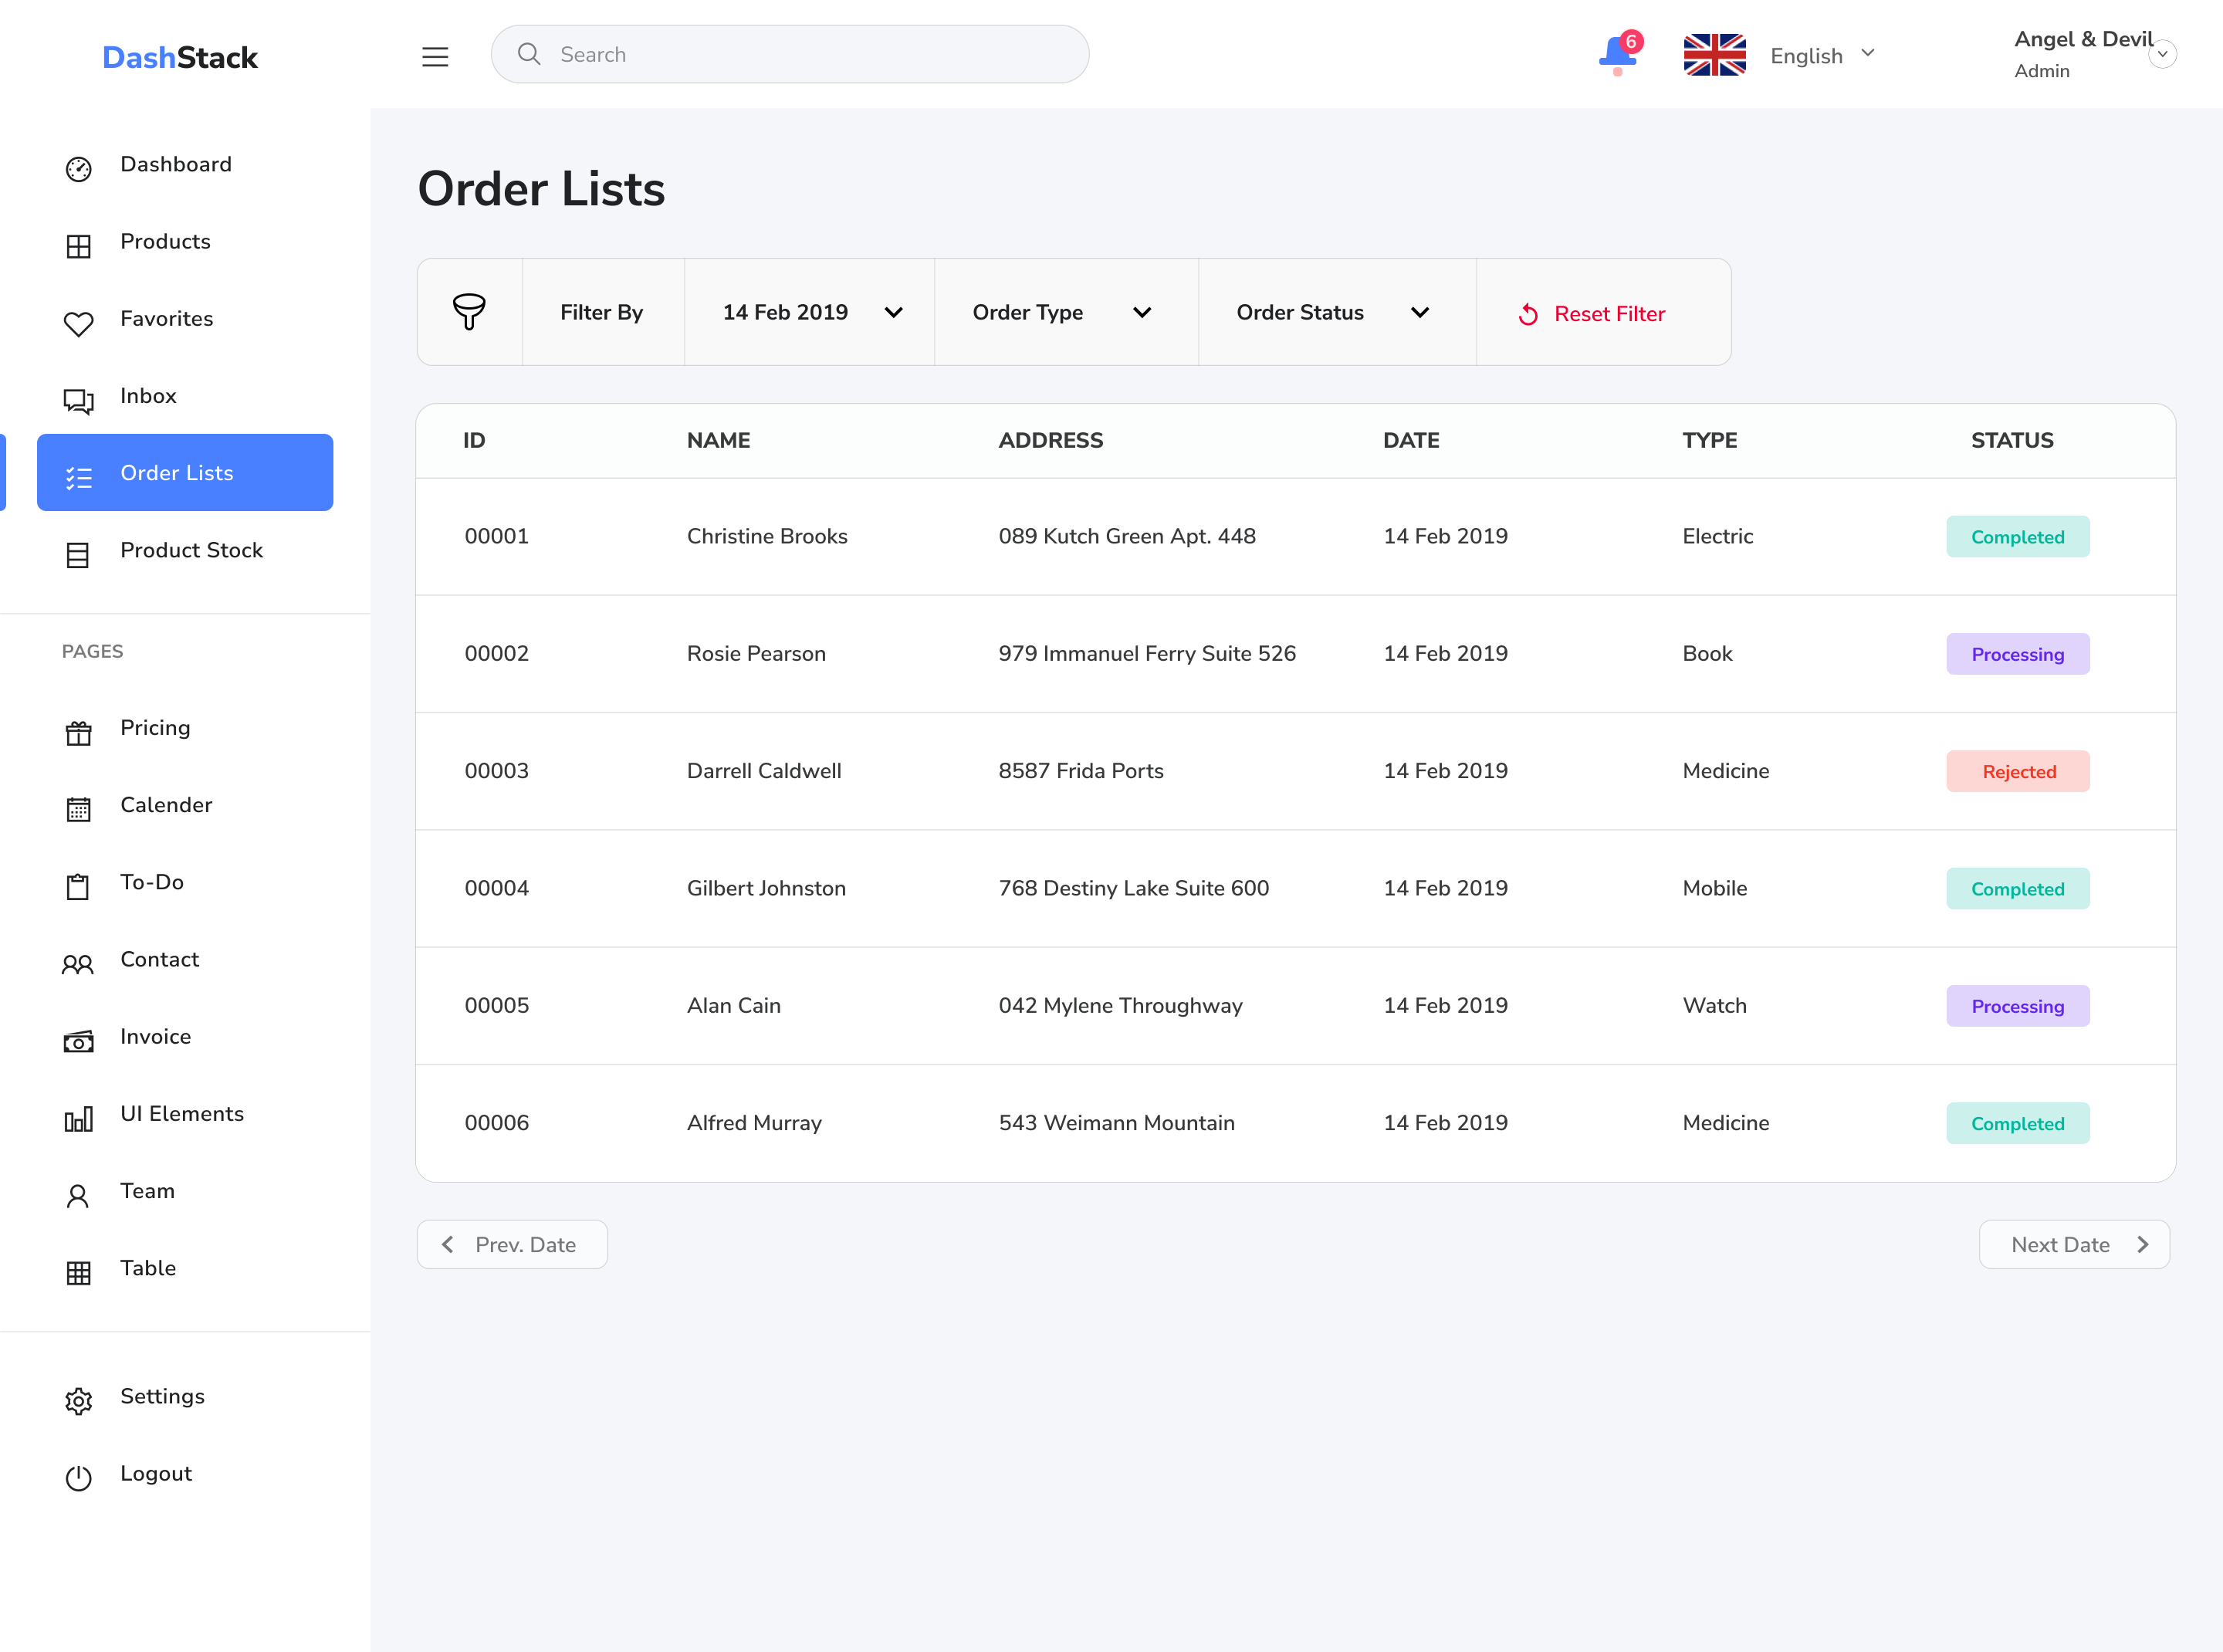 DashStack
Search
6
English
Angel & Devil
Admin
Dashboard
Products
Favorites
Inbox
Order Lists
Product Stock
PAGES
Pricing
Calender
To-Do
Contact
Invoice
UI Elements
Team
Table
Settings
Logout
Order Lists
Filter By 14 Feb 2019 Order Type Order Status Reset Filter
ID NAME ADDRESS DATE TYPE STATUS
00001 Christine Brooks 089 Kutch Green Apt. 448 14 Feb 2019 Electric Completed
00002 Rosie Pearson 979 Immanuel Ferry Suite 526 14 Feb 2019 Book Processing
00003 Darrell Caldwell 8587 Frida Ports 14 Feb 2019 Medicine Rejected
00004 Gilbert Johnston 768 Destiny Lake Suite 600 14 Feb 2019 Mobile Completed
00005 Alan Cain 042 Mylene Throughway 14 Feb 2019 Watch Processing
00006 Alfred Murray 543 Weimann Mountain 14 Feb 2019 Medicine Completed
Prev. Date
Next Date